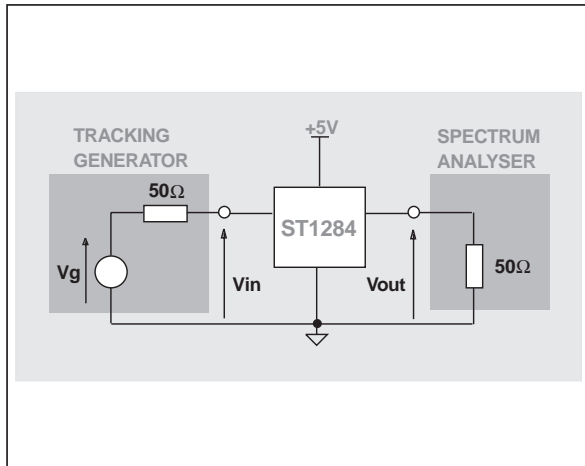 +5V
TRACKING
GENERATOR
SPECTRUM
ANALYSER
50Ω
ST1284
Vg
Vin
Vout
50Ω